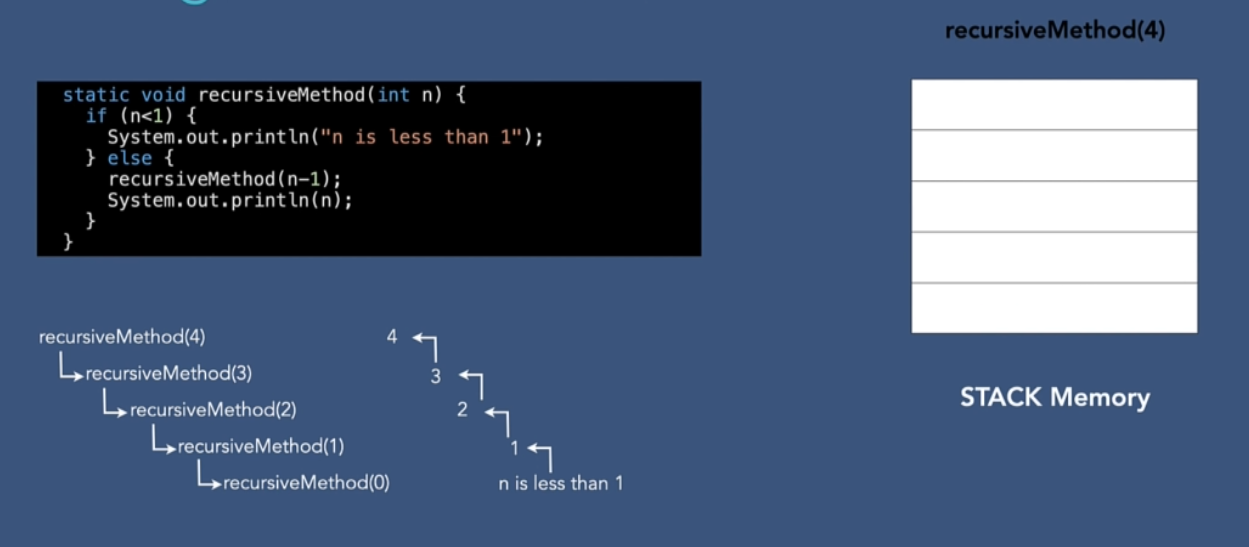 recursiveMethod(4)
static void recursiveMethod(int n) {
if (n<1) {
System.out.println("n is less than 1");
} else {
recursiveMethod(n-1);
System.out.println(n);
}
}
recursiveMethod(4)
recursiveMethod(3)
recursiveMethod(2)
recursiveMethod(1)
recursiveMethod(0)
4
3
2
1
n is less than 1
STACK Memory